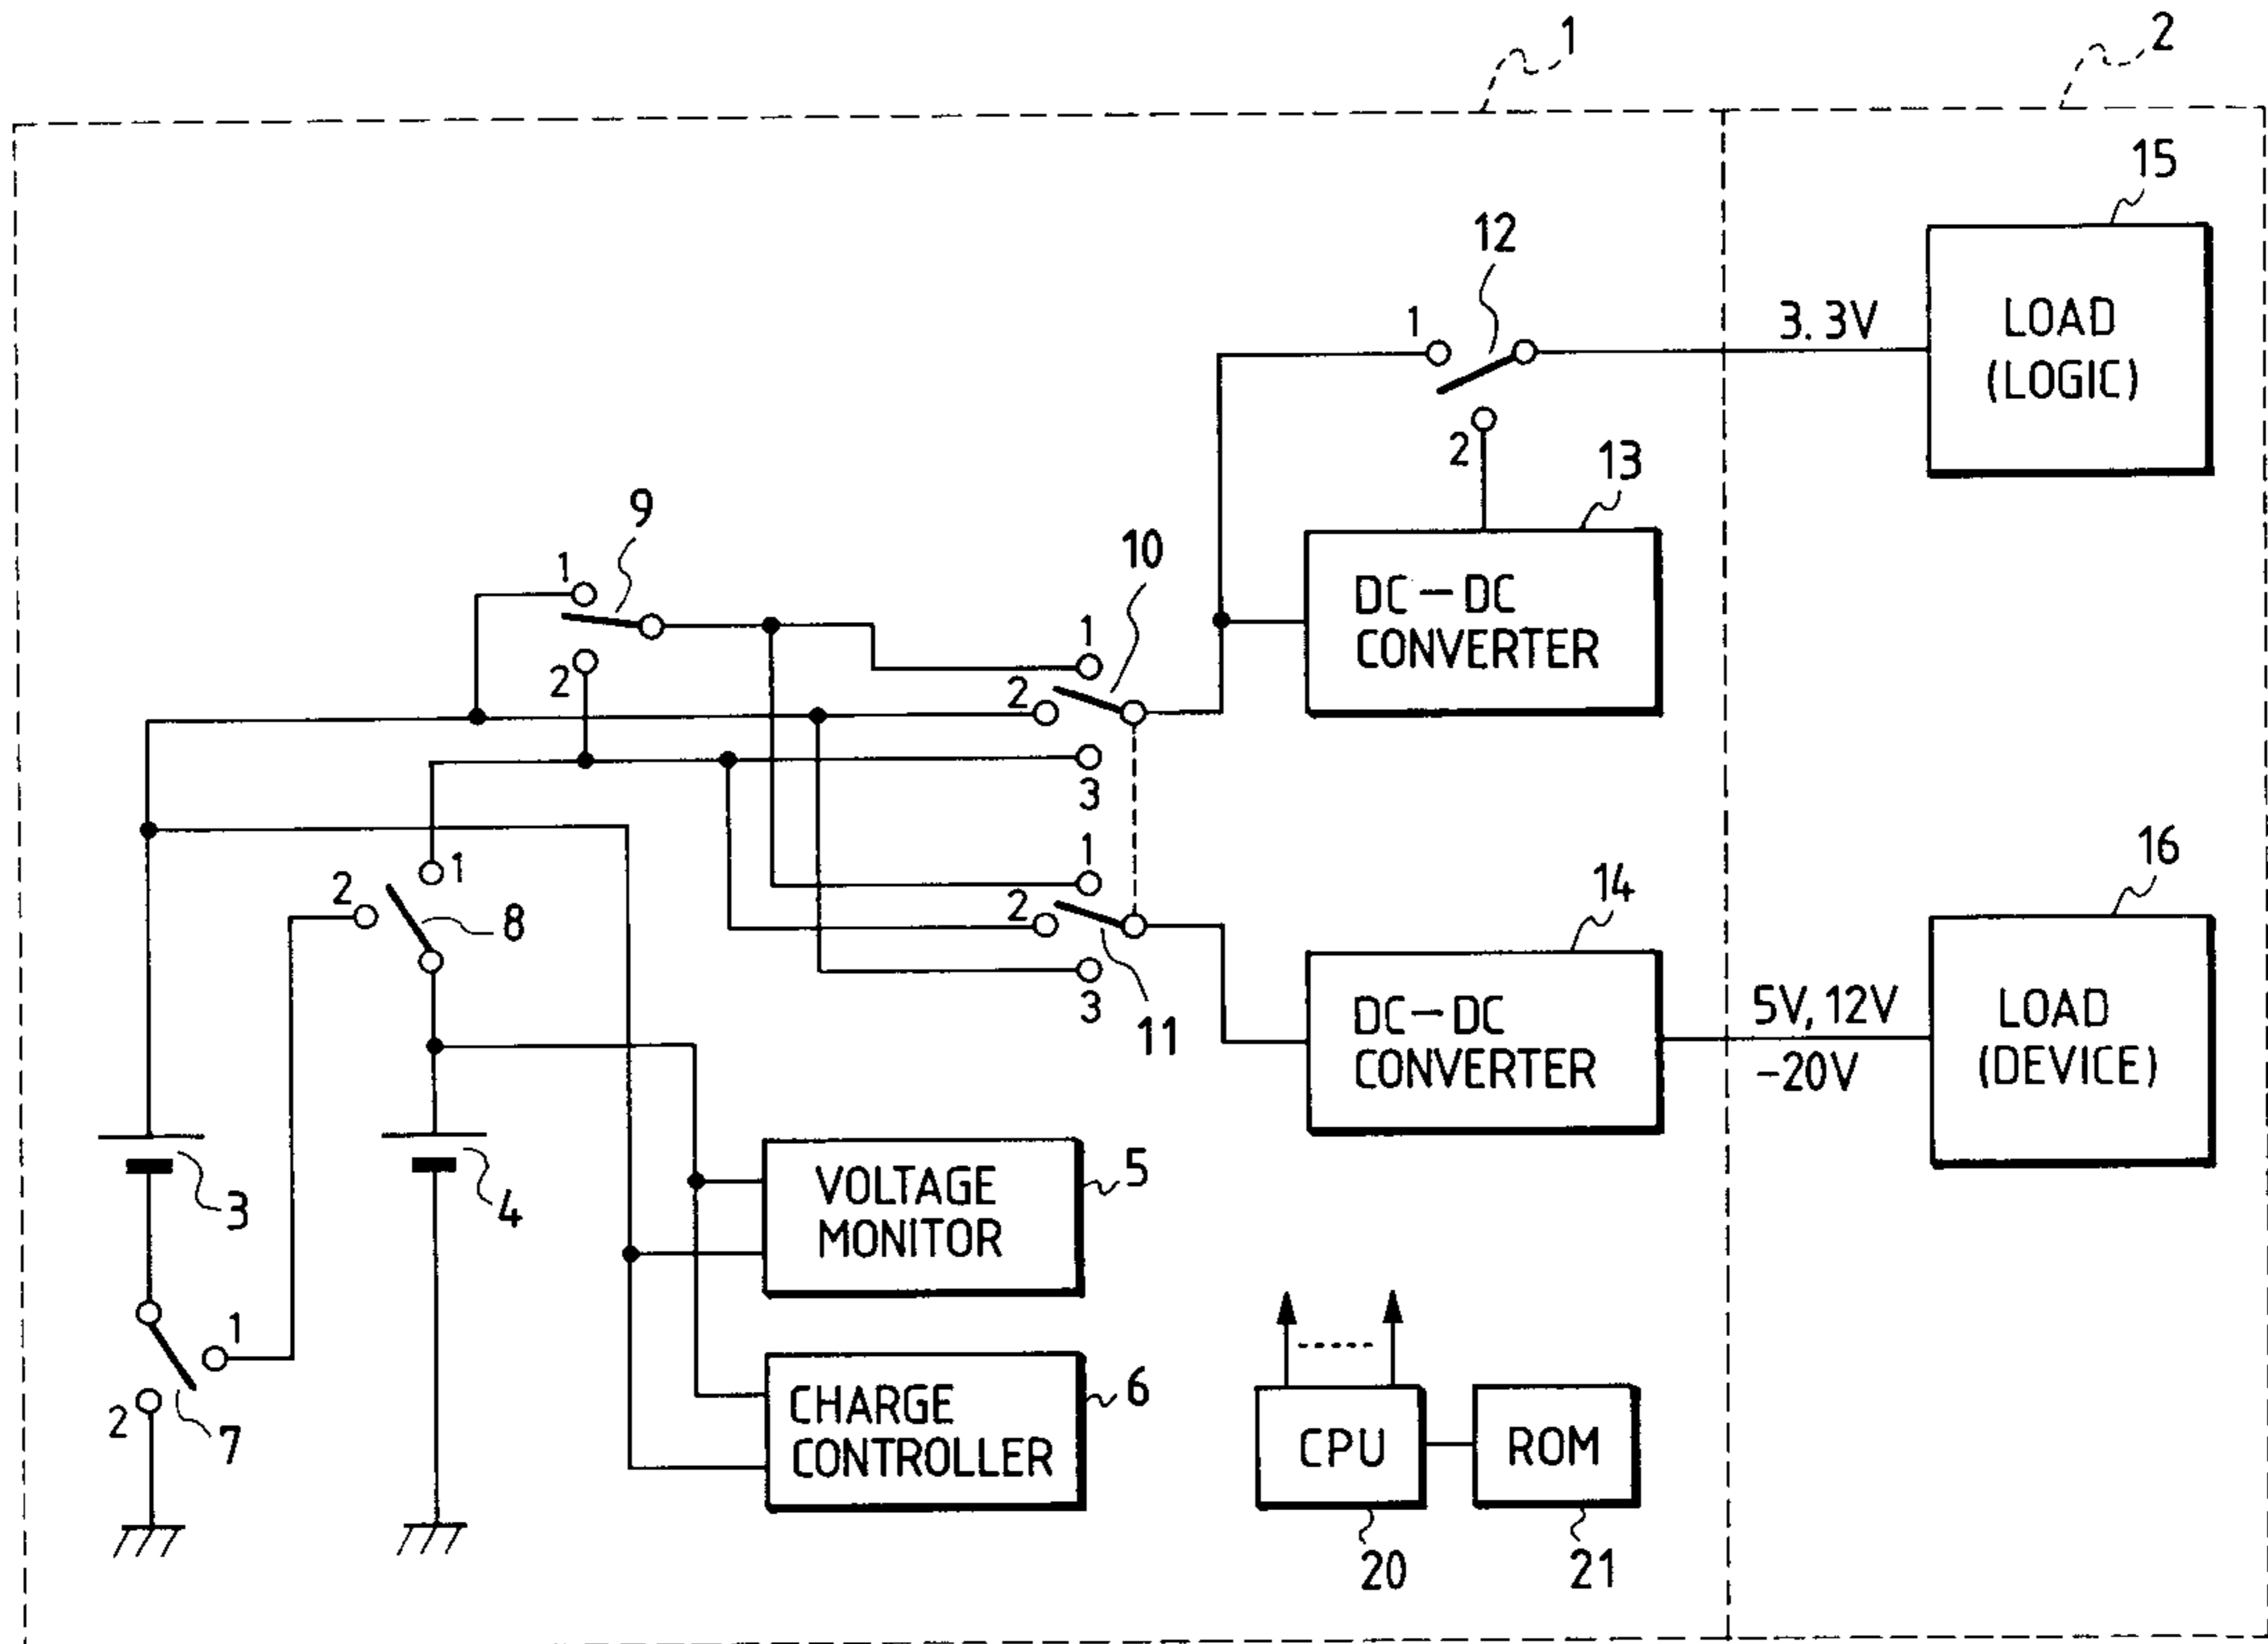 1
2
15
LOAD
(LOGIC)
12
1
3.3V
2
13
DC-DC
CONVERTER
9
1
2
10
1
2
3
1
2
3
11
1
2
8
14
DC-DC
CONVERTER
5V, 12V
-20V
16
LOAD
(DEVICE)
3
4
VOLTAGE
MONITOR
5
1
2
7
CHARGE
CONTROLLER
6
CPU
20
ROM
21